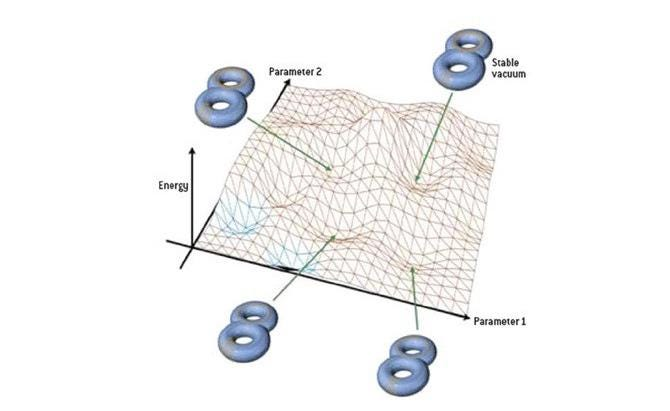 Stable
vacuum
Parameter 2
Energy
Parameter 1